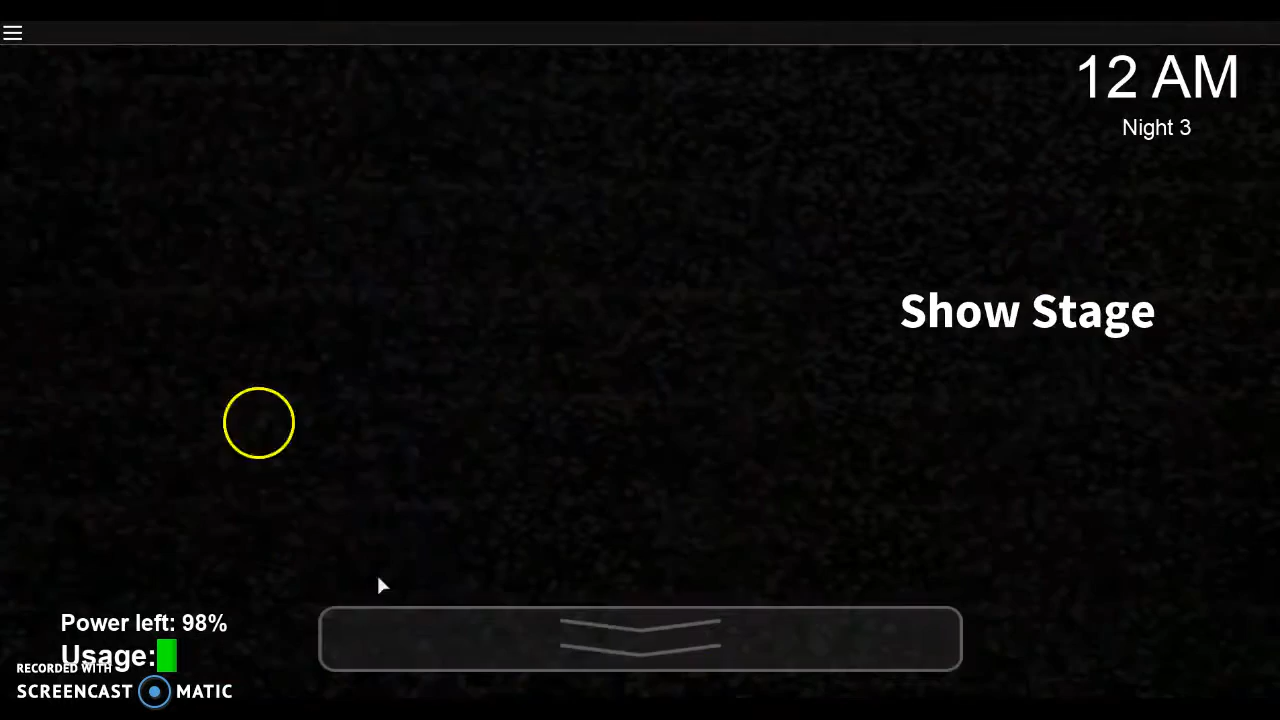 12 AM
Night 3
Show Stage
Power left: 98%
Usage:
RECORDED WITH
SCREENCAST MATIC